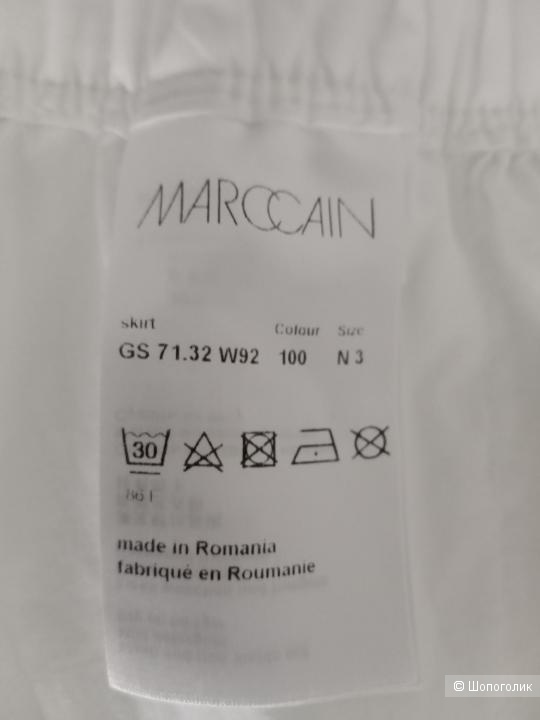 MARCCAIN
skirt Colour Size
GS 71.32 W92 100 N 3
30
made in Romania
fabriqué en Roumanie
© Шопоголик